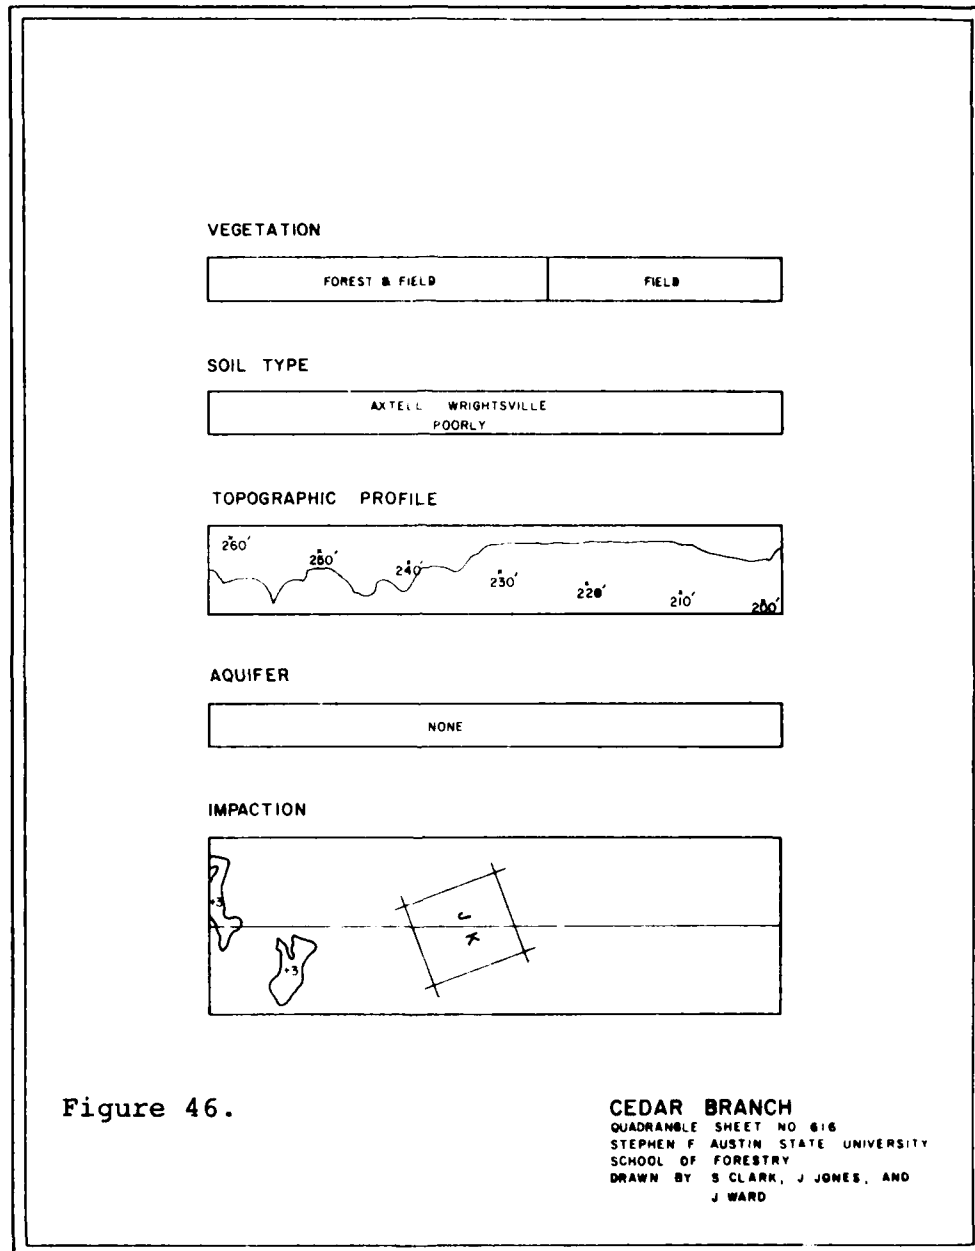 VEGETATION
FOREST & FIELD FIELD
SOIL TYPE
AXTELL WRIGHTSVILLE
POORLY
TOPOGRAPHIC PROFILE
260'
250'
240'
230'
220'
210'
200'
AQUIFER
NONE
IMPACTION
+3
+3
Figure 46.
CEDAR BRANCH
QUADRANGLE SHEET NO 616
STEPHEN F AUSTIN STATE UNIVERSITY
SCHOOL OF FORESTRY
DRAWN BY S CLARK, J JONES, AND
J WARD